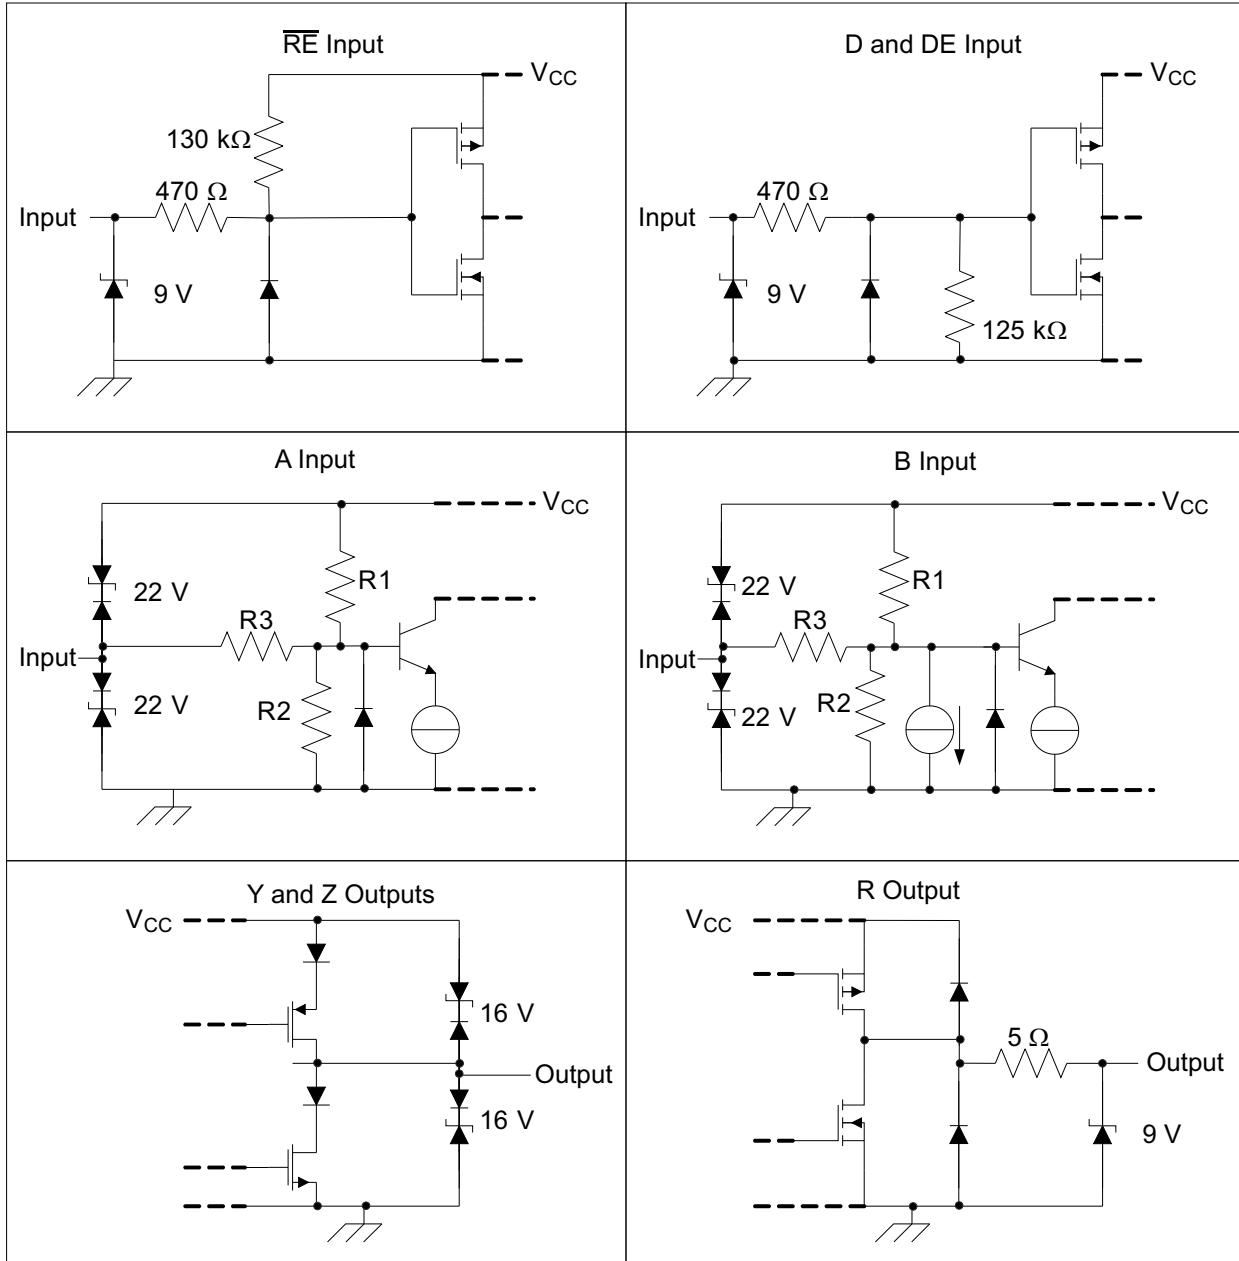 R̅E̅ Input
V_CC
130 kΩ
470 Ω
Input
9 V
D and DE Input
V_CC
470 Ω
Input
9 V
125 kΩ
A Input
V_CC
22 V
R1
R3
Input
22 V
R2
B Input
V_CC
22 V
R1
R3
Input
22 V
R2
Y and Z Outputs
V_CC
16 V
Output
16 V
R Output
V_CC
5 Ω
Output
9 V